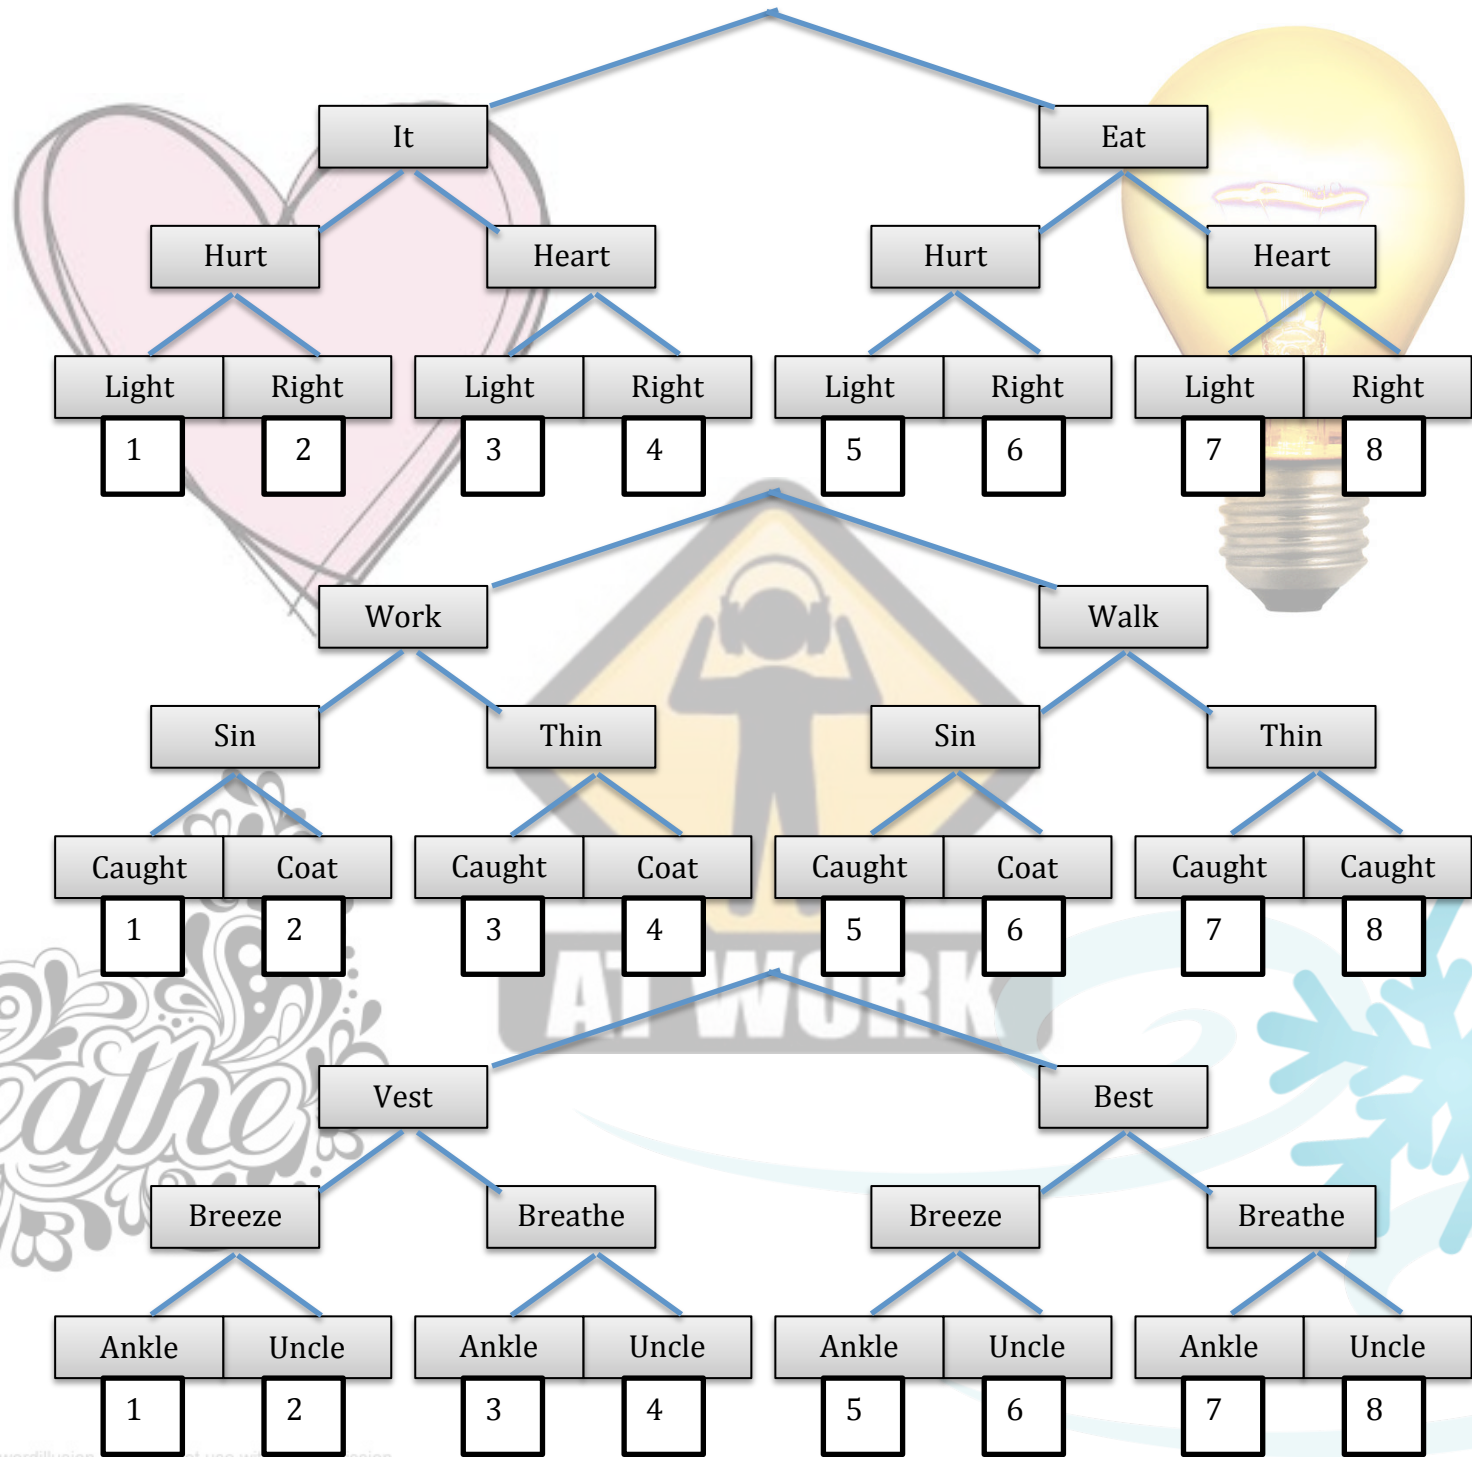 It Eat
Hurt Heart Hurt Heart
Light Right Light Right Light Right Light Right
1 2 3 4 5 6 7 8
Work Walk
Sin Thin Sin Thin
Caught Coat Caught Coat Caught Coat Caught Caught
1 2 3 4 5 6 7 8
AT WORK
Vest Best
eathe
Breeze Breathe Breeze Breathe
Ankle Uncle Ankle Uncle Ankle Uncle Ankle Uncle
1 2 3 4 5 6 7 8